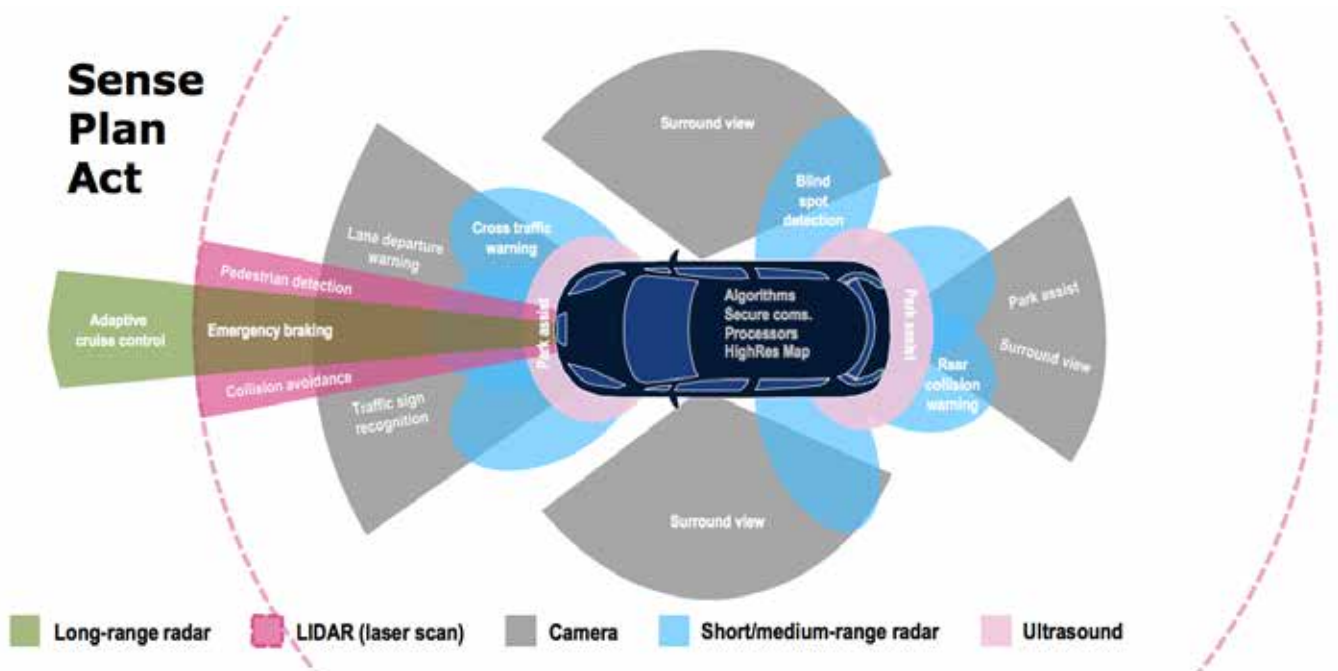 Sense
Plan
Act
Surround view
Blind
spot
detection
Cross traffic
warning
Lane departure
warning
Pedestrian detection
Adaptive
cruise control
Emergency braking
Park assist
Algorithms
Secure coms.
Processors
HighRes Map
Park assist
Park assist
Surround view
Rear
collision
warning
Collision avoidance
Traffic sign
recognition
Surround view
Long-range radar
LIDAR (laser scan)
Camera
Short/medium-range radar
Ultrasound